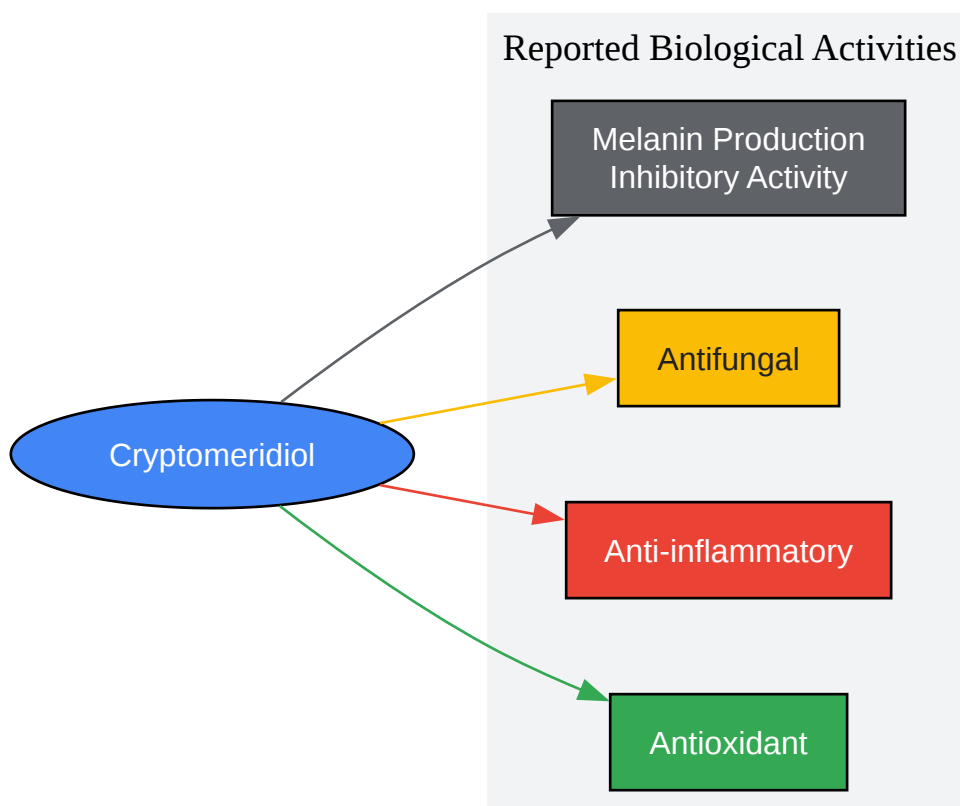 Reported Biological Activities
Melanin Production
Inhibitory Activity
Antifungal
Cryptomeridiol
Anti-inflammatory
Antioxidant